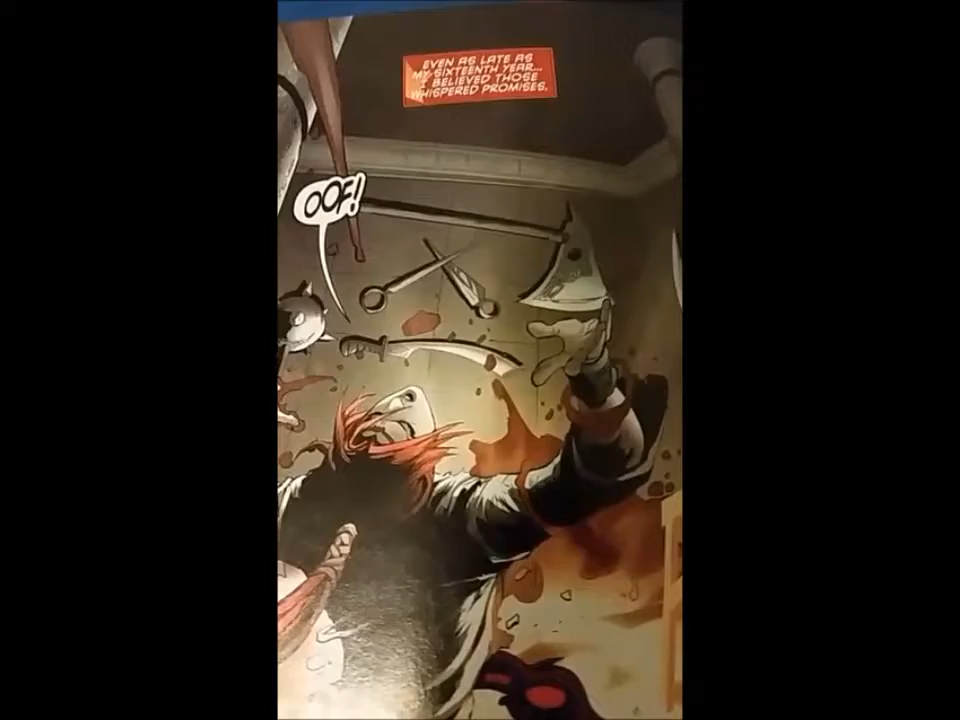 EVEN AS LATE AS
MY SIXTEENTH YEAR...
I BELIEVED THOSE
WHISPERED PROMISES.
OOF!